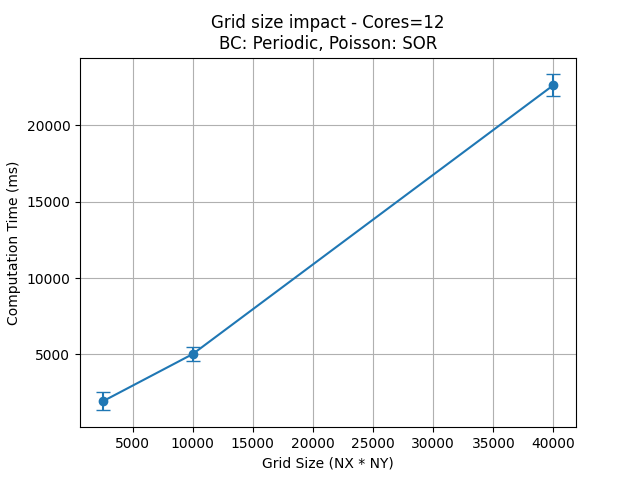 Grid size impact - Cores=12
BC: Periodic, Poisson: SOR
20000
15000
10000
5000
Computation Time (ms)
5000 10000 15000 20000 25000 30000 35000 40000
Grid Size (NX * NY)